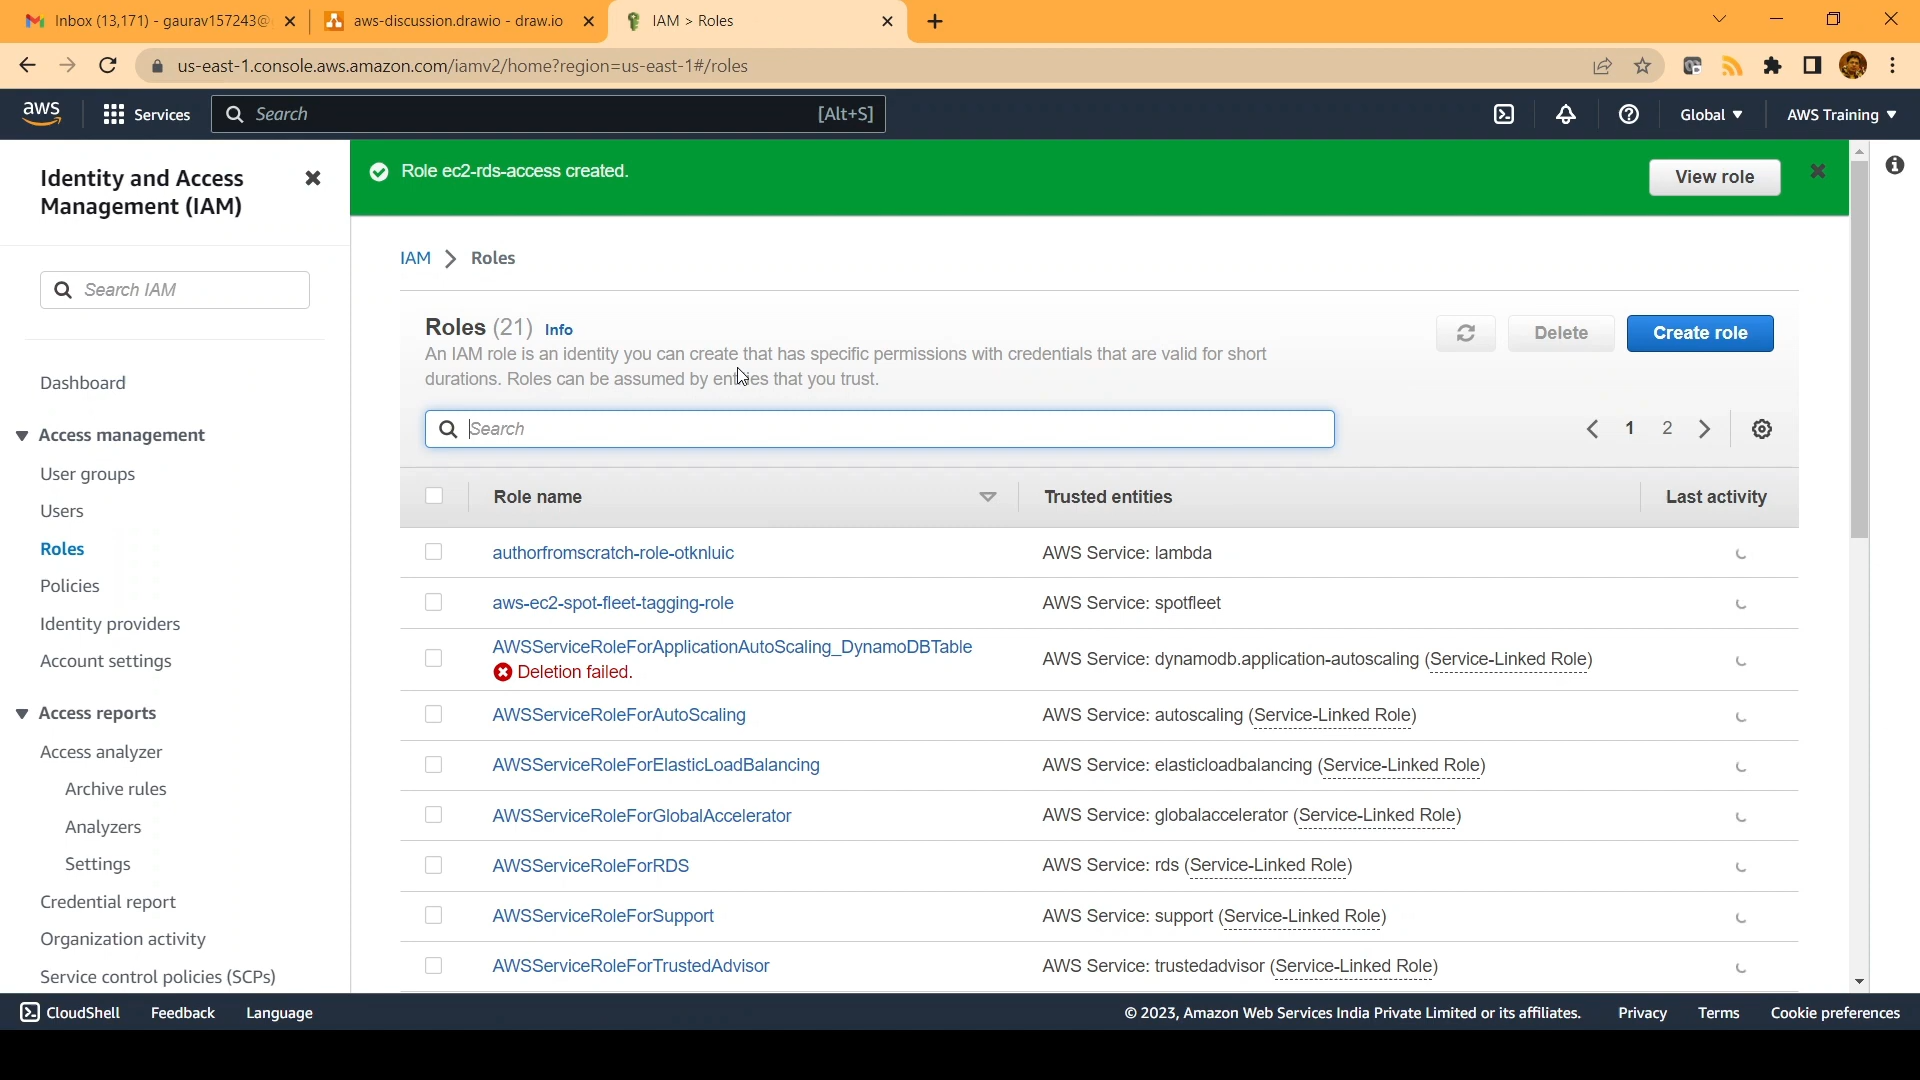 Inbox (13,171) - gaurav157243@
aws-discussion.drawio - draw.io
IAM > Roles
us-east-1.console.aws.amazon.com/iamv2/home?region=us-east-1#/roles
aws
Services
Search
[Alt+S]
Global
AWS Training
Identity and Access
Management (IAM)
Search IAM
Dashboard
Access management
User groups
Users
Roles
Policies
Identity providers
Account settings
Access reports
Access analyzer
Archive rules
Analyzers
Settings
Credential report
Organization activity
Service control policies (SCPs)
Role ec2-rds-access created.
View role
IAM > Roles
Roles (21) Info
An IAM role is an identity you can create that has specific permissions with credentials that are valid for short
durations. Roles can be assumed by entities that you trust.
Delete
Create role
Search
1 2
Role name Trusted entities Last activity
authorfromscratch-role-otknluic AWS Service: lambda
aws-ec2-spot-fleet-tagging-role AWS Service: spotfleet
AWSServiceRoleForApplicationAutoScaling_DynamoDBTable
Deletion failed.
AWS Service: dynamodb.application-autoscaling (Service-Linked Role)
AWSServiceRoleForAutoScaling AWS Service: autoscaling (Service-Linked Role)
AWSServiceRoleForElasticLoadBalancing AWS Service: elasticloadbalancing (Service-Linked Role)
AWSServiceRoleForGlobalAccelerator AWS Service: globalaccelerator (Service-Linked Role)
AWSServiceRoleForRDS AWS Service: rds (Service-Linked Role)
AWSServiceRoleForSupport AWS Service: support (Service-Linked Role)
AWSServiceRoleForTrustedAdvisor AWS Service: trustedadvisor (Service-Linked Role)
CloudShell Feedback Language
© 2023, Amazon Web Services India Private Limited or its affiliates. Privacy Terms Cookie preferences